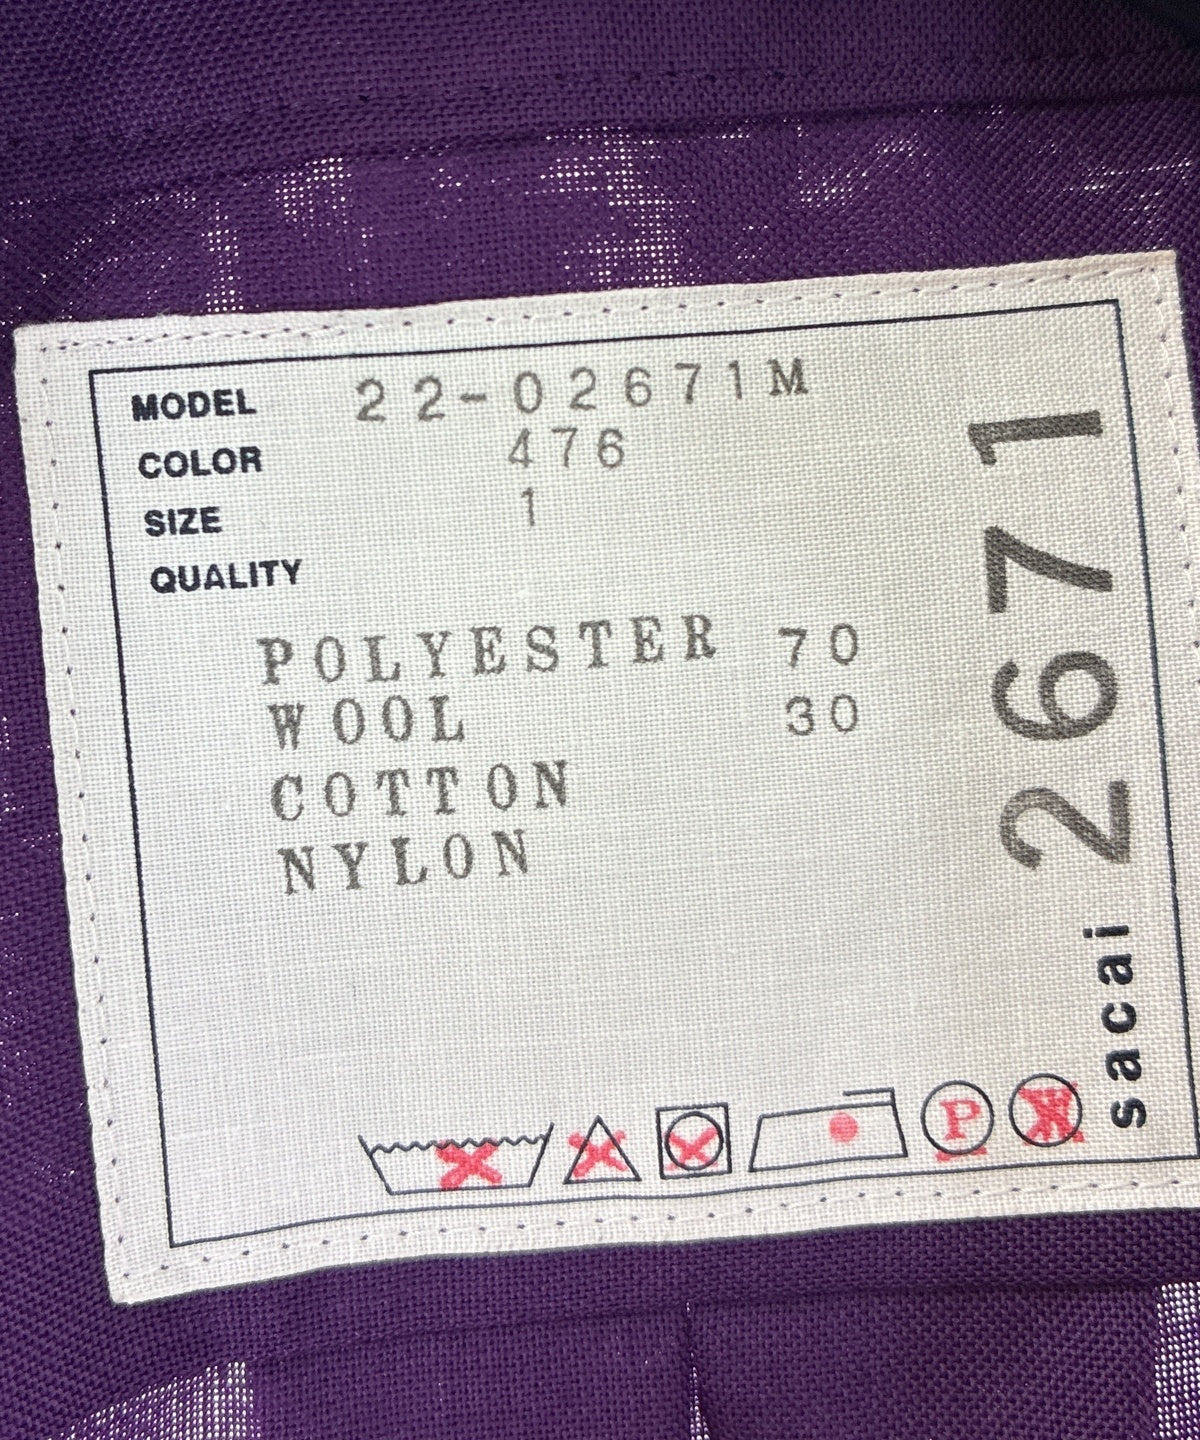 MODEL 22-02671M
COLOR 476
SIZE 1
QUALITY
POLYESTER 70
WOOL 30
COTTON
NYLON
P W
sacai 2671